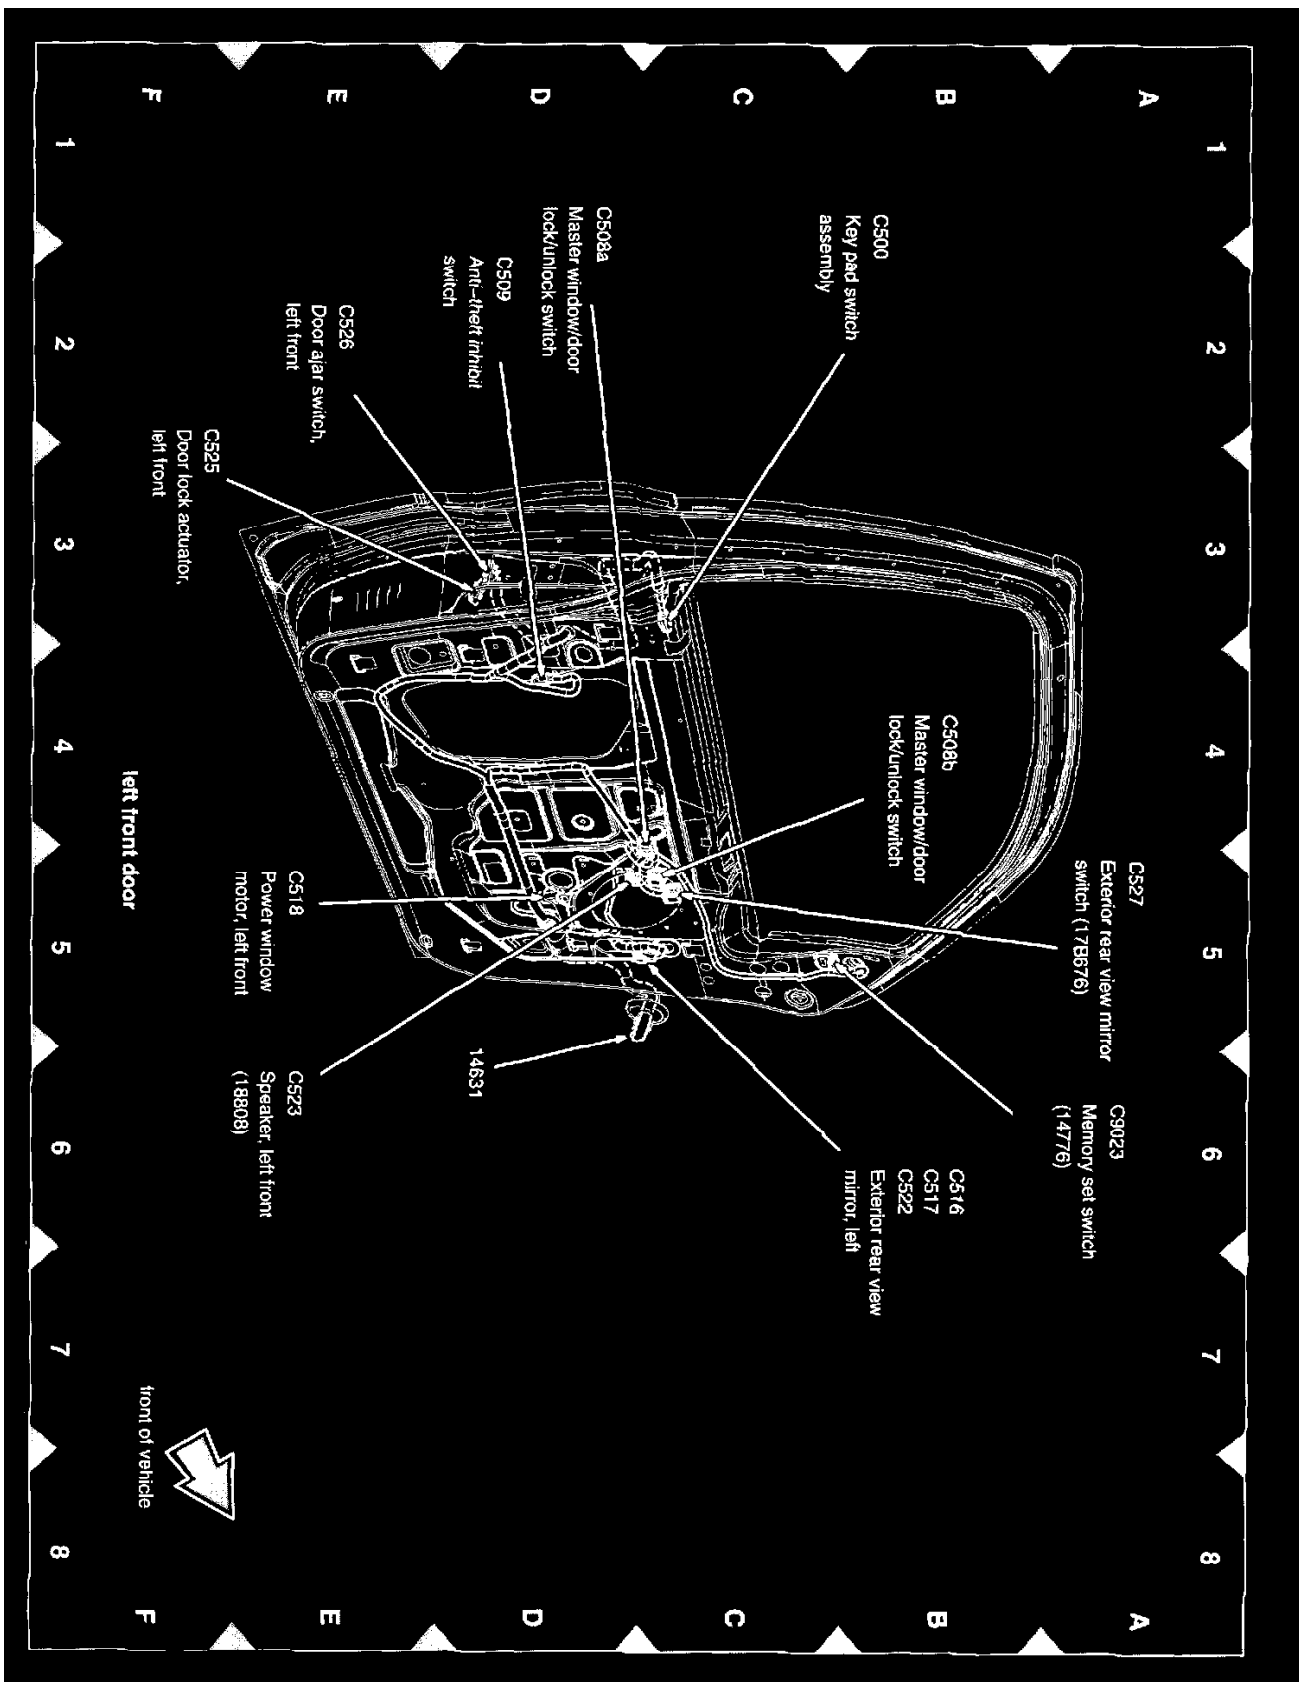 A
B
C
D
E
F
1
2
3
4
5
6
7
8
C527
Exterior rear view mirror
switch (17B676)
C9023
Memory set switch
(14776)
C508b
Master window/door
lock/unlock switch
C516
C517
C522
Exterior rear view
mirror, left
C500
Key pad switch
assembly
C508a
Master window/door
lock/unlock switch
C509
Anti-theft inhibit
switch
14631
C526
Door ajar switch,
left front
C518
Power window
motor, left front
C523
Speaker, left front
(18808)
C525
Door lock actuator,
left front
left front door
front of vehicle
1
2
3
4
5
6
7
8
A
B
C
D
E
F